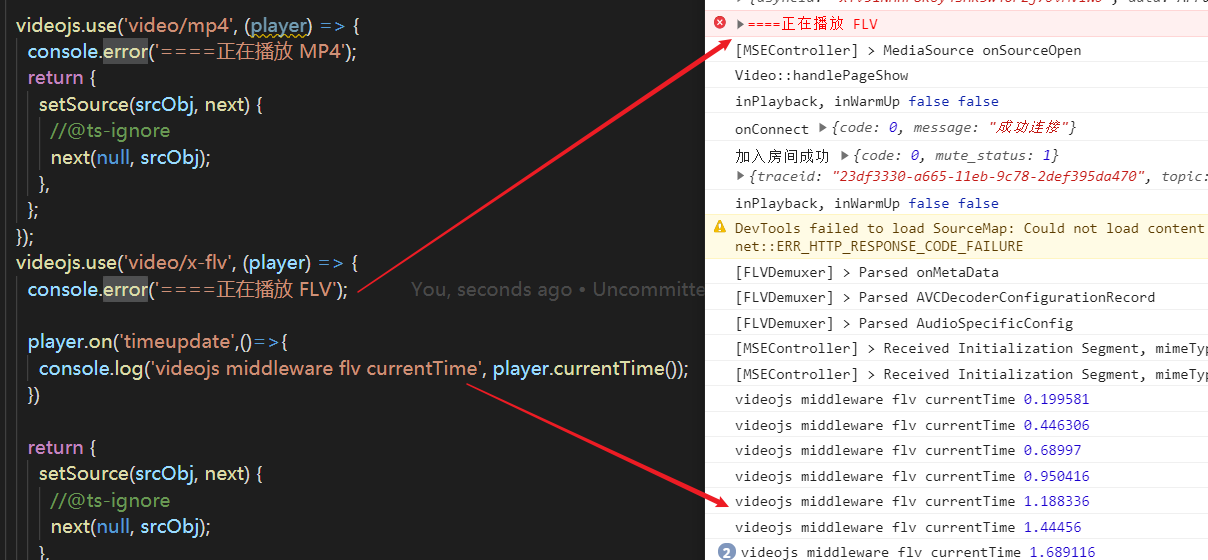 videojs.use('video/mp4', (player) => {
console.error('====正在播放 MP4');
return {
setSource(srcObj, next) {
//@ts-ignore
next(null, srcObj);
},
};
});
videojs.use('video/x-flv', (player) => {
console.error('====正在播放 FLV'); You, seconds ago • Uncommitte
player.on('timeupdate',()=>{
console.log('videojs middleware flv currentTime', player.currentTime());
})
return {
setSource(srcObj, next) {
//@ts-ignore
next(null, srcObj);
},
====正在播放 FLV
[MSEController] > MediaSource onSourceOpen
Video::handlePageShow
inPlayback, inWarmUp false false
onConnect ▶{code: 0, message: "成功连接"}
加入房间成功 ▶{code: 0, mute_status: 1}
▶{traceid: "23df3330-a665-11eb-9c78-2def395da470", topic:
inPlayback, inWarmUp false false
DevTools failed to load SourceMap: Could not load content
net::ERR_HTTP_RESPONSE_CODE_FAILURE
[FLVDemuxer] > Parsed onMetaData
[FLVDemuxer] > Parsed AVCDecoderConfigurationRecord
[FLVDemuxer] > Parsed AudioSpecificConfig
[MSEController] > Received Initialization Segment, mimeTyp
[MSEController] > Received Initialization Segment, mimeTyp
videojs middleware flv currentTime 0.199581
videojs middleware flv currentTime 0.446306
videojs middleware flv currentTime 0.68997
videojs middleware flv currentTime 0.950416
videojs middleware flv currentTime 1.188336
videojs middleware flv currentTime 1.44456
2 videojs middleware flv currentTime 1.689116